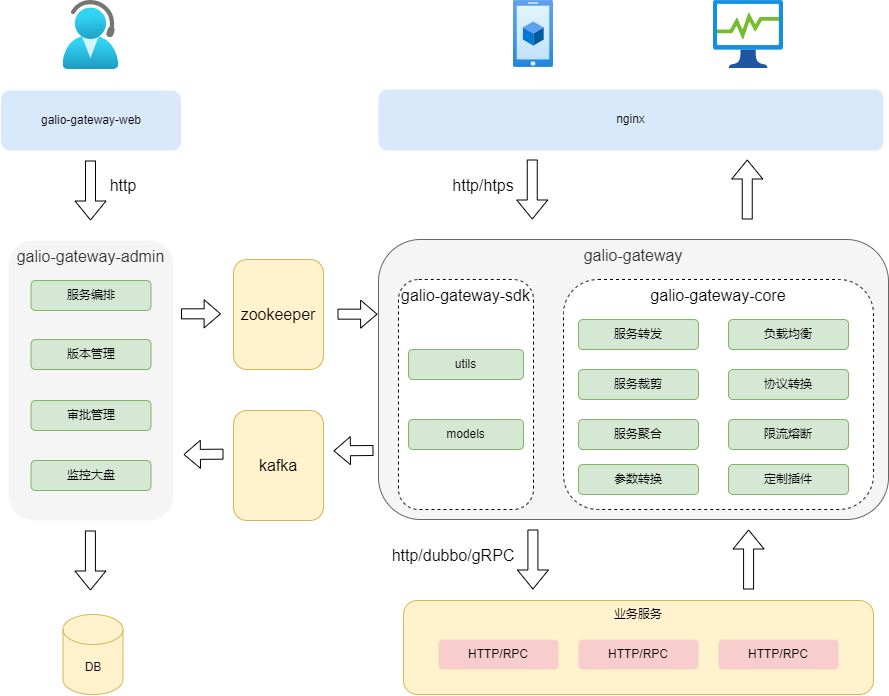 galio-gateway-web
nginx
http
http/htps
galio-gateway-admin
服务编排
版本管理
审批管理
监控大盘
zookeeper
kafka
galio-gateway
galio-gateway-sdk
utils
models
galio-gateway-core
服务转发
负载均衡
服务裁剪
协议转换
服务聚合
限流熔断
参数转换
定制插件
http/dubbo/gRPC
DB
业务服务
HTTP/RPC
HTTP/RPC
HTTP/RPC